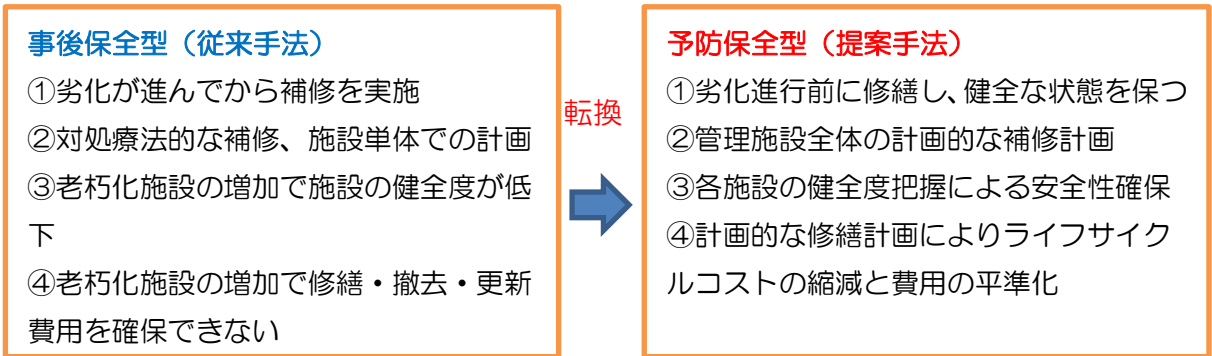 事後保全型（従来手法）
①劣化が進んでから補修を実施
②対処療法的な補修、施設単体での計画
③老朽化施設の増加で施設の健全度が低
下
④老朽化施設の増加で修繕・撤去・更新
費用を確保できない
転換
予防保全型（提案手法）
①劣化進行前に修繕し、健全な状態を保つ
②管理施設全体の計画的な補修計画
③各施設の健全度把握による安全性確保
④計画的な修繕計画によりライフサイク
ルコストの縮減と費用の平準化